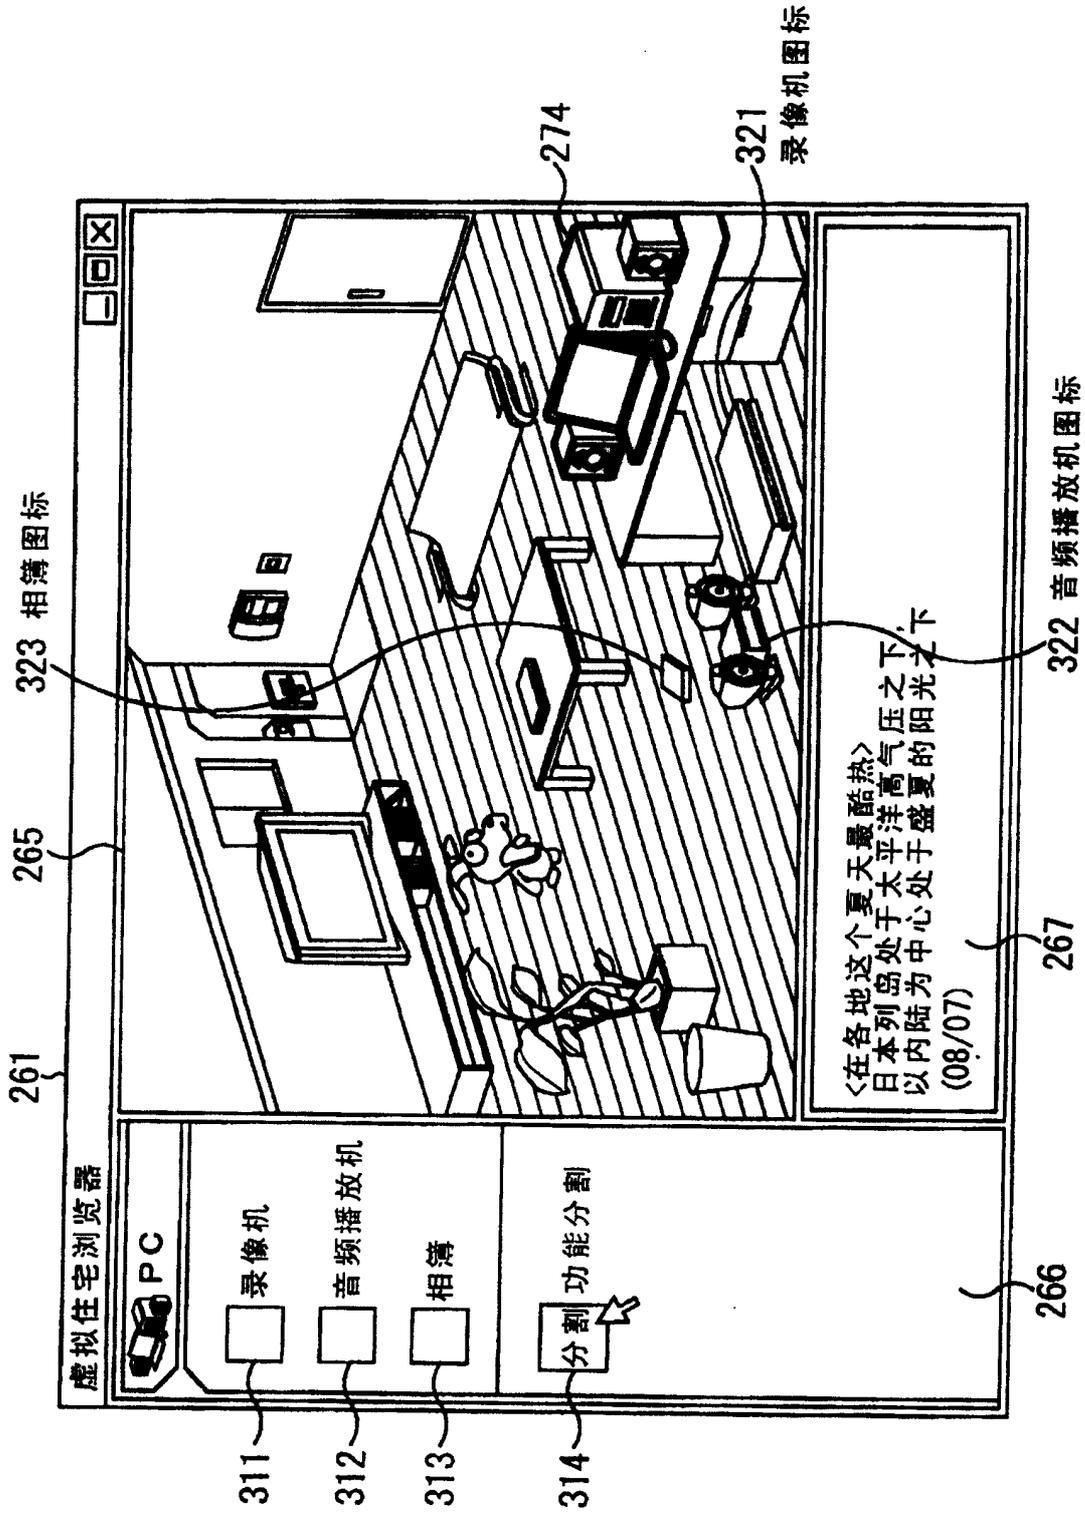 323 相簿图标
265
261
274
321
录像机图标
虚拟住宅浏览器
PC
录像机
音频播放机
相簿
分割 功能分割
311
312
313
314
<在各地这个夏天最酷热>
日本列岛处于太平洋高气压之下,
以内陆为中心处于盛夏的阳光之下
(08/07)
266
267
322 音频播放机图标